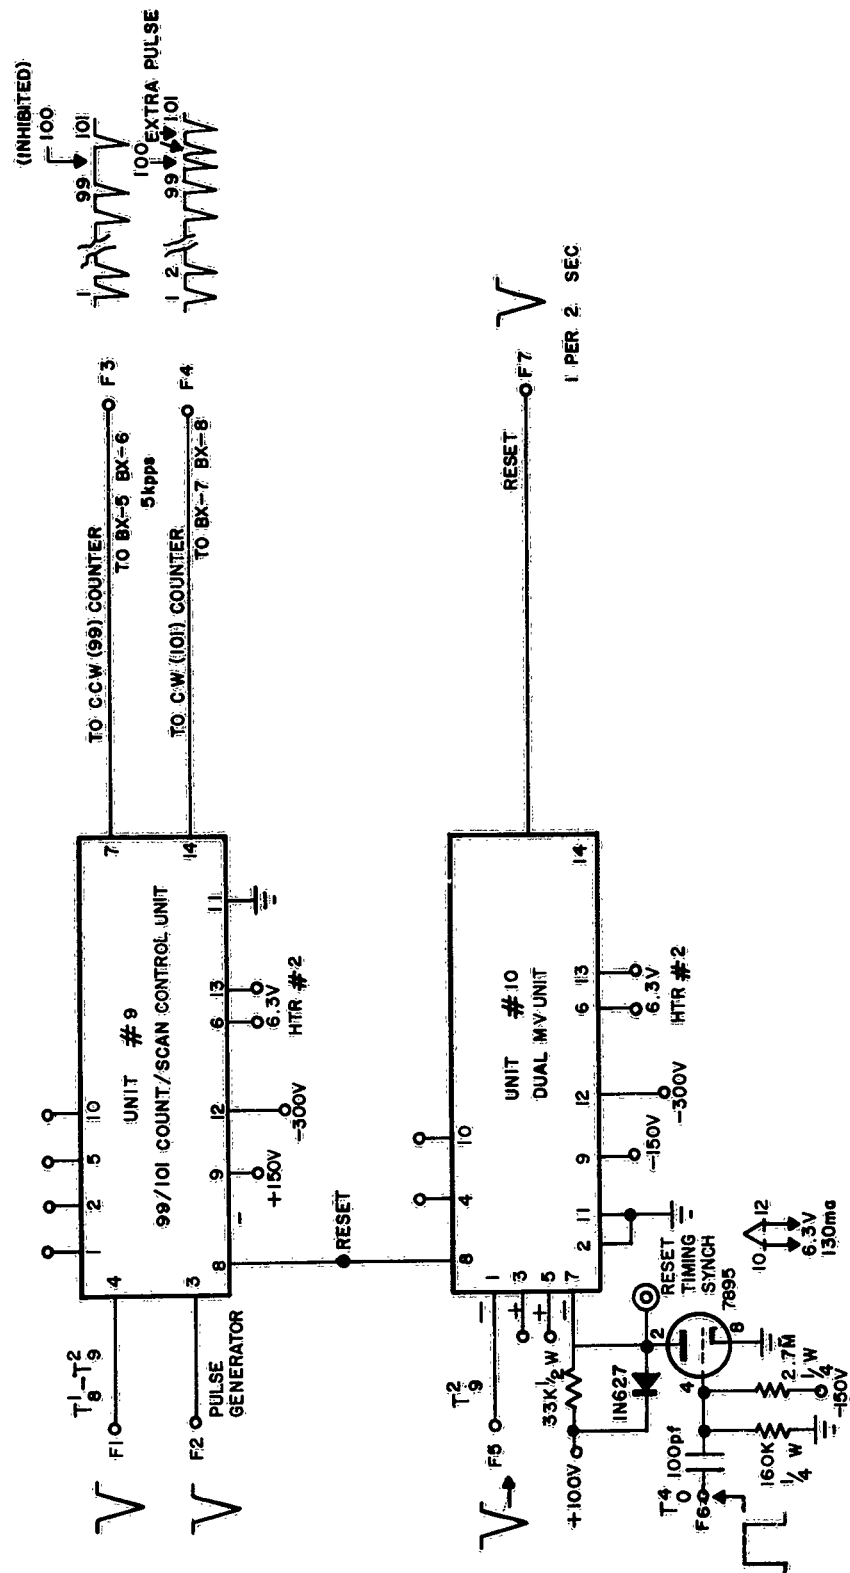 (INHIBITED)
100
1 99 101
100 EXTRA PULSE
1 2 99 101
TO CCW (99) COUNTER
F3
TO BX-5 BX-6
5kpps
TO CW (101) COUNTER
F4
TO BX-7 BX-8
1 2 5 10
T¹₈-T²₉
F1
4
7
UNIT #9
99/101 COUNT/SCAN CONTROL UNIT
F2
3
14
PULSE
GENERATOR
8 9 12 6 13 11
-
+150V
-300V
6.3V
HTR #2
RESET
8 4 10
T²₉
F5
-
1
+
3
+
5
-
7
UNIT #10
DUAL MV UNIT
14
RESET
F7
1 PER 2 SEC
2 11 9 12 6 13
-150V
-300V
6.3V
HTR #2
33K 1/2 W
+100V
1N627
RESET
TIMING
SYNCH
7895
2
4
8
T⁴₀
F6
100pf
160K
1/4 W
2.7M
1/4 W
-150V
10 12
6.3V
130ma